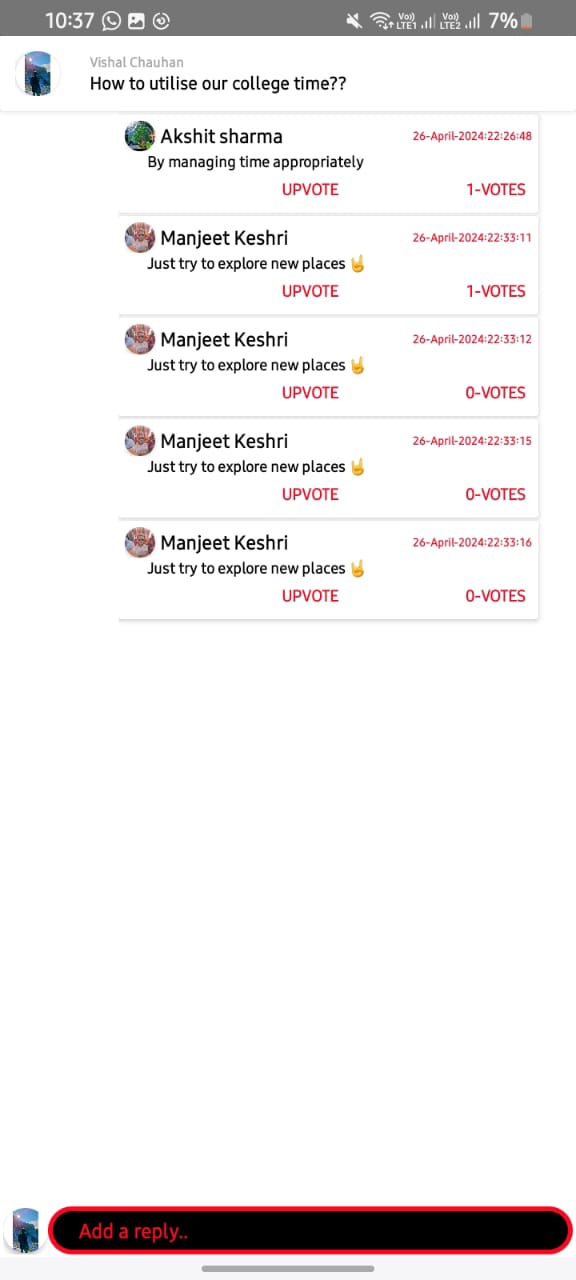 10:37 Vo) LTE1 Vo) LTE2 7%
Vishal Chauhan
How to utilise our college time??
Akshit sharma 26-April-2024:22:26:48
By managing time appropriately
UPVOTE 1-VOTES
Manjeet Keshri 26-April-2024:22:33:11
Just try to explore new places 🤘
UPVOTE 1-VOTES
Manjeet Keshri 26-April-2024:22:33:12
Just try to explore new places 🤘
UPVOTE 0-VOTES
Manjeet Keshri 26-April-2024:22:33:15
Just try to explore new places 🤘
UPVOTE 0-VOTES
Manjeet Keshri 26-April-2024:22:33:16
Just try to explore new places 🤘
UPVOTE 0-VOTES
Add a reply..